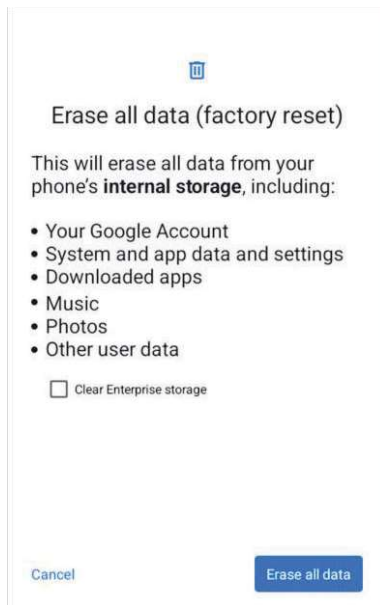 Erase all data (factory reset)
This will erase all data from your
phone's internal storage, including:
• Your Google Account
• System and app data and settings
• Downloaded apps
• Music
• Photos
• Other user data
Clear Enterprise storage
Cancel
Erase all data